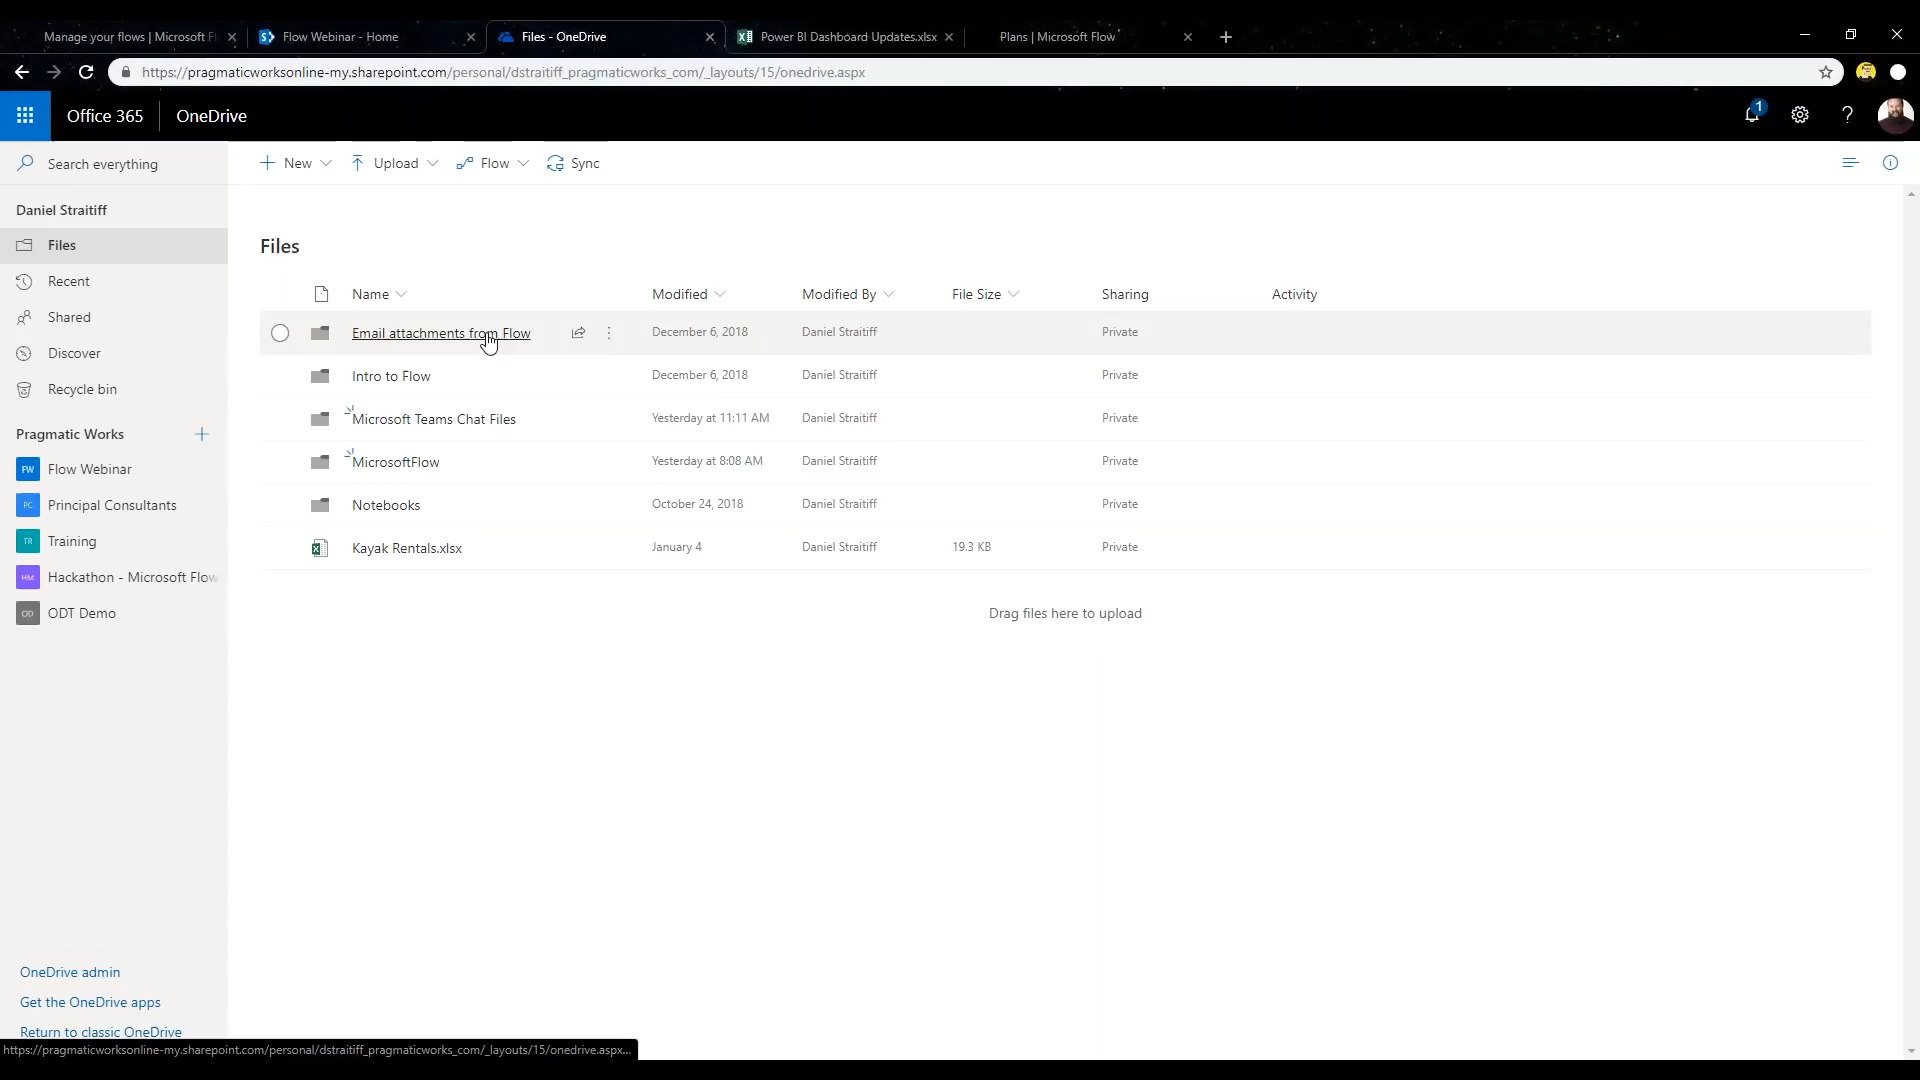 Manage your flows | Microsoft Fl
Flow Webinar - Home
Files - OneDrive
Power BI Dashboard Updates.xlsx
Plans | Microsoft Flow
https://pragmaticworksonline-my.sharepoint.com/personal/dstraitiff_pragmaticworks_com/_layouts/15/onedrive.aspx
Office 365
OneDrive
1
?
Search everything
New
Upload
Flow
Sync
Daniel Straitiff
Files
Recent
Shared
Discover
Recycle bin
Pragmatic Works
FW Flow Webinar
PC Principal Consultants
TR Training
HM Hackathon - Microsoft Flow
OD ODT Demo
OneDrive admin
Get the OneDrive apps
Return to classic OneDrive
Files
Name Modified Modified By File Size Sharing Activity
Email attachments from Flow December 6, 2018 Daniel Straitiff Private
Intro to Flow December 6, 2018 Daniel Straitiff Private
Microsoft Teams Chat Files Yesterday at 11:11 AM Daniel Straitiff Private
MicrosoftFlow Yesterday at 8:08 AM Daniel Straitiff Private
Notebooks October 24, 2018 Daniel Straitiff Private
Kayak Rentals.xlsx January 4 Daniel Straitiff 19.3 KB Private
Drag files here to upload
https://pragmaticworksonline-my.sharepoint.com/personal/dstraitiff_pragmaticworks_com/_layouts/15/onedrive.aspx...